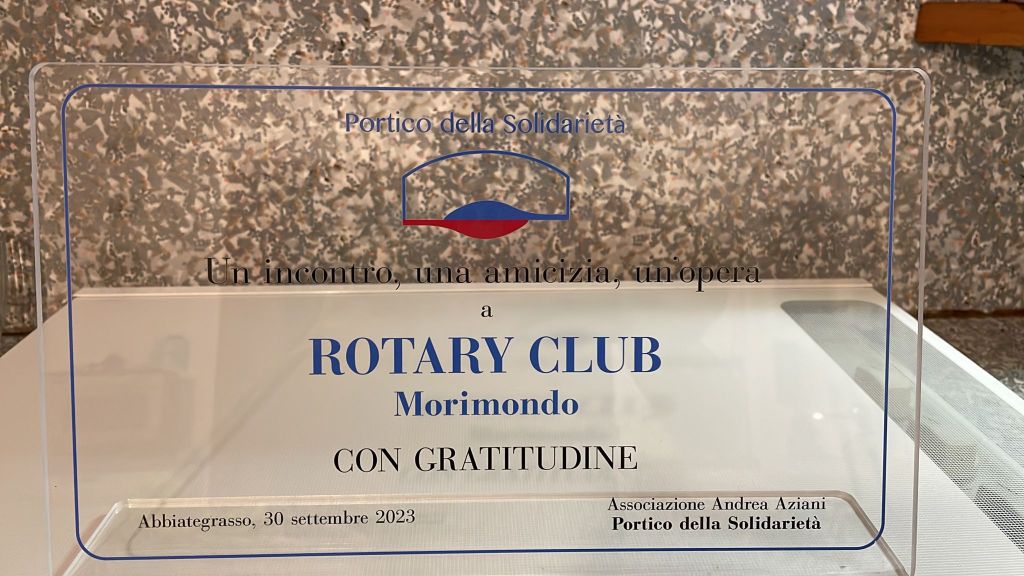 Portico della Solidarietà
Un incontro, una amicizia, un'opera
a
ROTARY CLUB
Morimondo
CON GRATITUDINE
Abbiategrasso, 30 settembre 2023
Associazione Andrea Aziani
Portico della Solidarietà